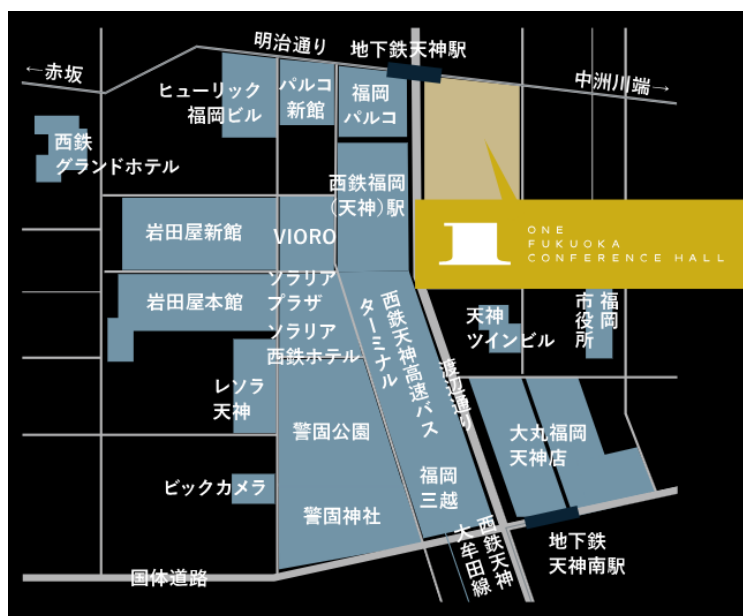 明治通り
地下鉄天神駅
←赤坂
中洲川端→
ヒューリック
福岡ビル
パルコ
新館
福岡
パルコ
西鉄
グランドホテル
西鉄福岡
(天神)駅
岩田屋新館
VIORO
ONE
FUKUOKA
CONFERENCE HALL
岩田屋本館
ソラリア
プラザ
ソラリア
西鉄ホテル
西鉄天神高速バス
ターミナル
渡辺通り
天神
ツインビル
福岡
市役所
レソラ
天神
警固公園
大丸福岡
天神店
ビックカメラ
福岡
三越
警固神社
西鉄天神
大牟田線
地下鉄
天神南駅
国体道路